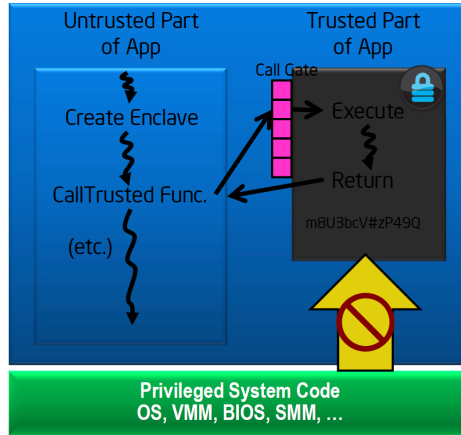 Untrusted Part
of App
Trusted Part
of App
Call Gate
Create Enclave
Execute
CallTrusted Func.
Return
(etc.)
m8U3bcV#zP49Q
Privileged System Code
OS, VMM, BIOS, SMM, ...